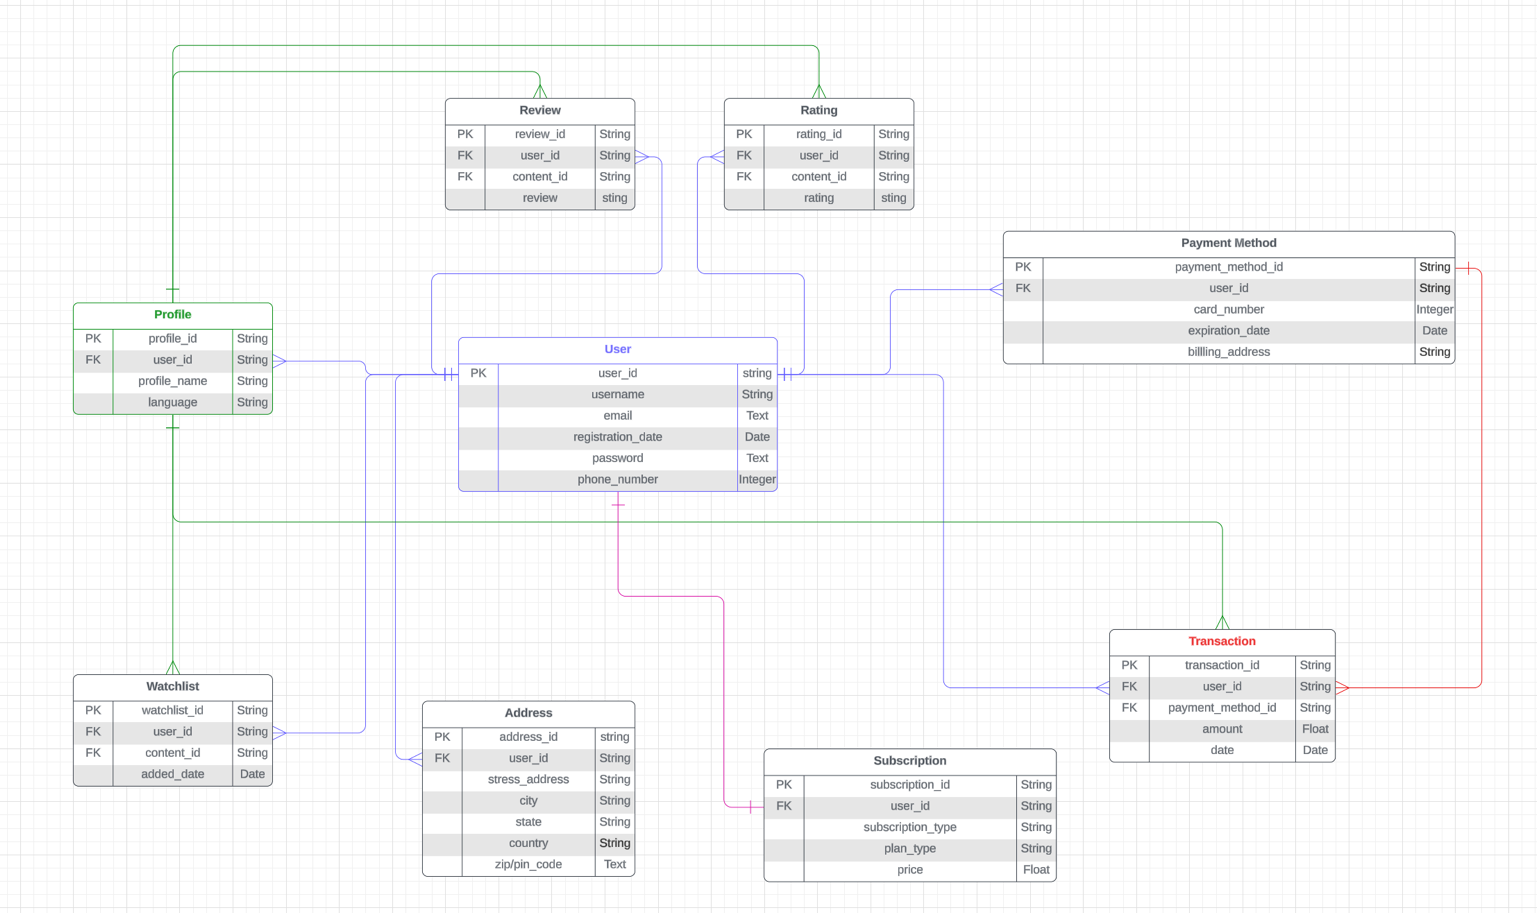 Review
PK review_id String
FK user_id String
FK content_id String
review sting
Rating
PK rating_id String
FK user_id String
FK content_id String
rating sting
Payment Method
PK payment_method_id String
FK user_id String
card_number Integer
expiration_date Date
billling_address String
Profile
PK profile_id String
FK user_id String
profile_name String
language String
User
PK user_id string
username String
email Text
registration_date Date
password Text
phone_number Integer
Transaction
PK transaction_id String
FK user_id String
FK payment_method_id String
amount Float
date Date
Watchlist
PK watchlist_id String
FK user_id String
FK content_id String
added_date Date
Address
PK address_id string
FK user_id String
stress_address String
city String
state String
country String
zip/pin_code Text
Subscription
PK subscription_id String
FK user_id String
subscription_type String
plan_type String
price Float